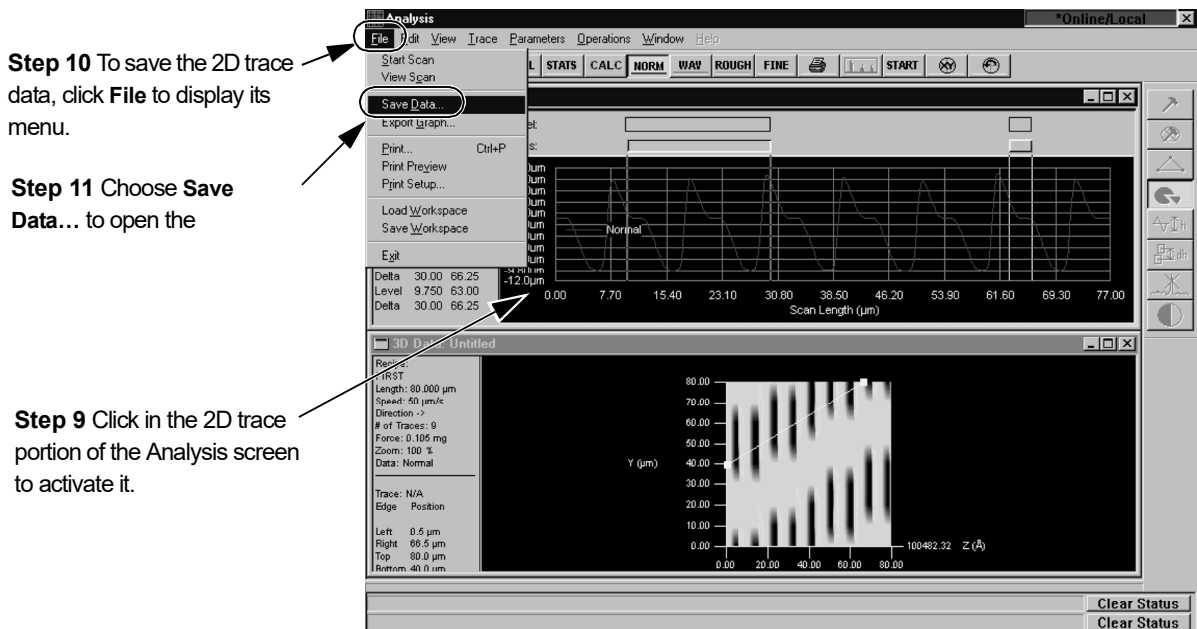 Analysis
*Online/Local
File Edit View Trace Parameters Operations Window Help
Step 10 To save the 2D trace
data, click File to display its
menu.
Step 11 Choose Save
Data… to open the
Step 9 Click in the 2D trace
portion of the Analysis screen
to activate it.
Start Scan
View Scan
Save Data...
Export Graph...
Print... Ctrl+P
Print Preview
Print Setup...
Load Workspace
Save Workspace
Exit
L STATS CALC NORM WAV ROUGH FINE START
Normal
-12.0µm
Delta 30.00 66.25
Level 9.750 63.00
Delta 30.00 66.25
0.00 7.70 15.40 23.10 30.80 38.50 46.20 53.90 61.60 69.30 77.00
Scan Length (µm)
h
dh
3D Data: Untitled
Recipe:
FIRST
Length: 80.000 µm
Speed: 50 µm/s
Direction ->
# of Traces: 9
Force: 0.105 mg
Zoom: 100 %
Data: Normal
Trace: N/A
Edge Position
Left 0.5 µm
Right 66.5 µm
Top 80.0 µm
Bottom 40.0 µm
80.00
70.00
60.00
50.00
Y (µm) 40.00
30.00
20.00
10.00
0.00
100482.32 Z (Å)
0.00 20.00 40.00 60.00 80.00
Clear Status
Clear Status